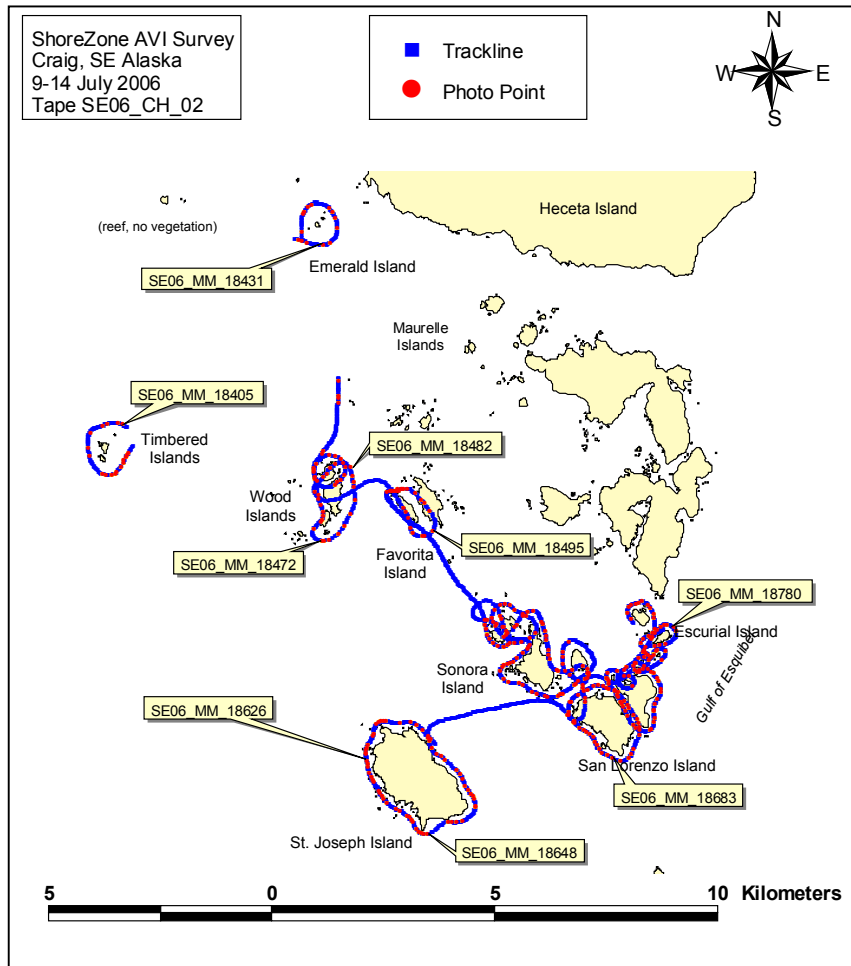 ShoreZone AVI Survey
Craig, SE Alaska
9-14 July 2006
Tape SE06_CH_02
Trackline
Photo Point
N
W
E
S
(reef, no vegetation)
Heceta Island
Emerald Island
SE06_MM_18431
Maurelle
Islands
SE06_MM_18405
Timbered
Islands
SE06_MM_18482
Wood
Islands
SE06_MM_18472
Favorita
Island
SE06_MM_18495
SE06_MM_18780
Escurial Island
Gulf of Esquibel
Sonora
Island
SE06_MM_18626
San Lorenzo Island
SE06_MM_18683
St. Joseph Island
SE06_MM_18648
5 0 5 10 Kilometers